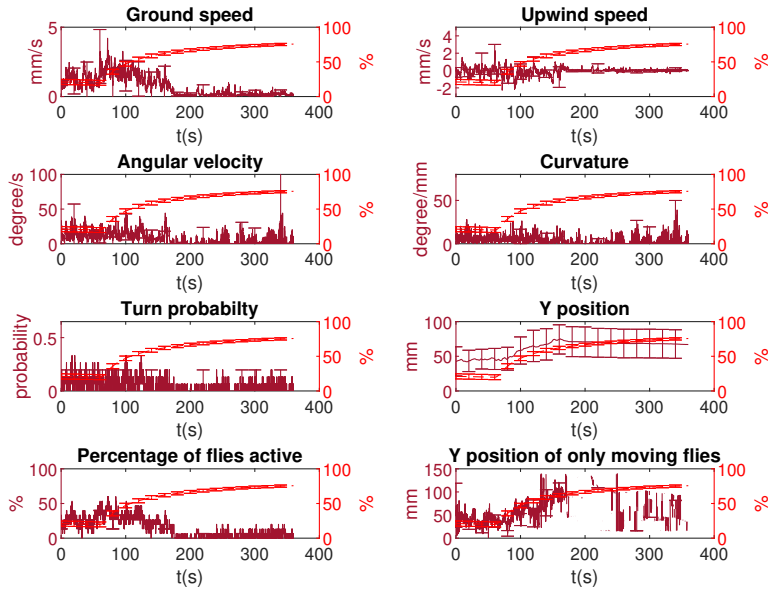 Ground speed
5
0
mm/s
100
50
0
%
0 100 200 300 400
t(s)
Upwind speed
4
2
0
-2
mm/s
100
50
0
%
0 100 200 300 400
t(s)
Angular velocity
100
50
0
degree/s
100
50
0
%
0 100 200 300 400
t(s)
Curvature
50
0
degree/mm
100
50
0
%
0 100 200 300 400
t(s)
Turn probabilty
0.5
0
probability
100
50
0
%
0 100 200 300 400
t(s)
Y position
100
50
0
mm
100
50
0
%
0 100 200 300 400
t(s)
Percentage of flies active
100
50
0
%
100
50
0
%
0 100 200 300 400
t(s)
Y position of only moving flies
150
100
50
0
mm
100
50
0
%
0 100 200 300 400
t(s)